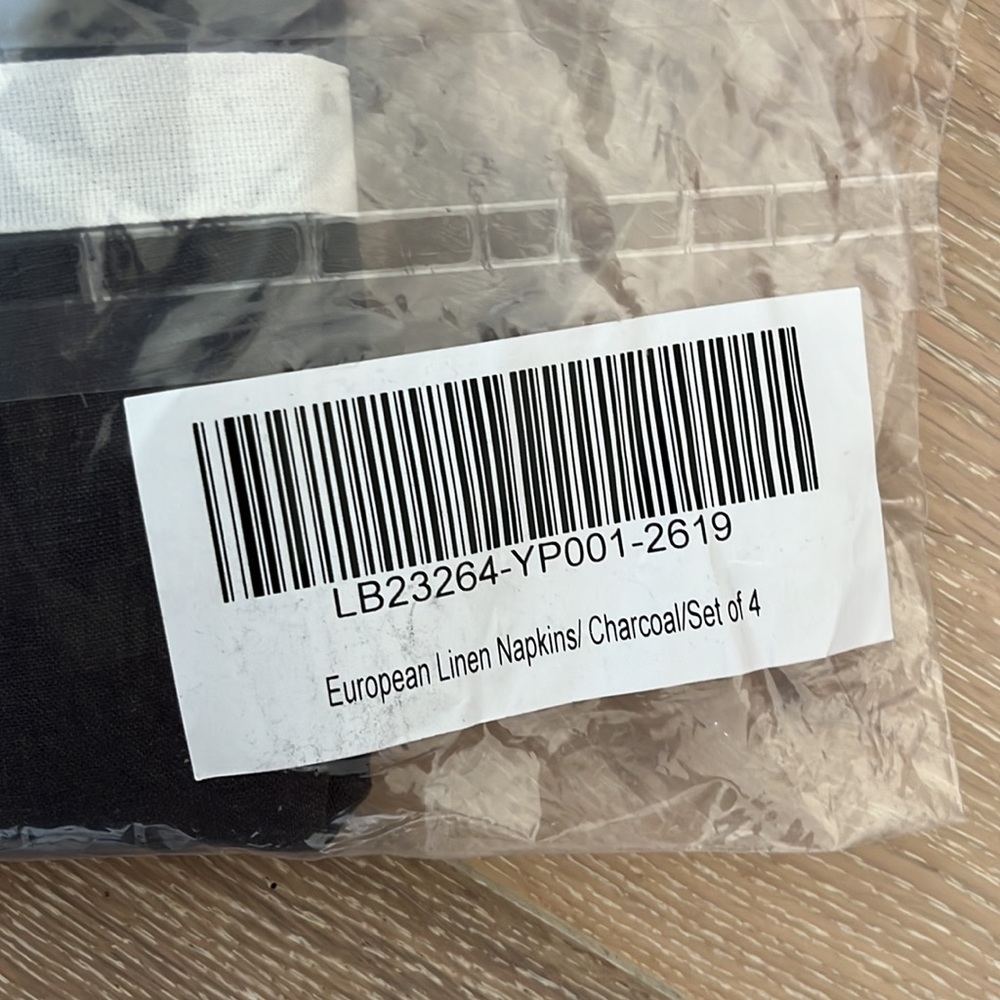 LB23264-YP001-2619
European Linen Napkins/ Charcoal/Set of 4